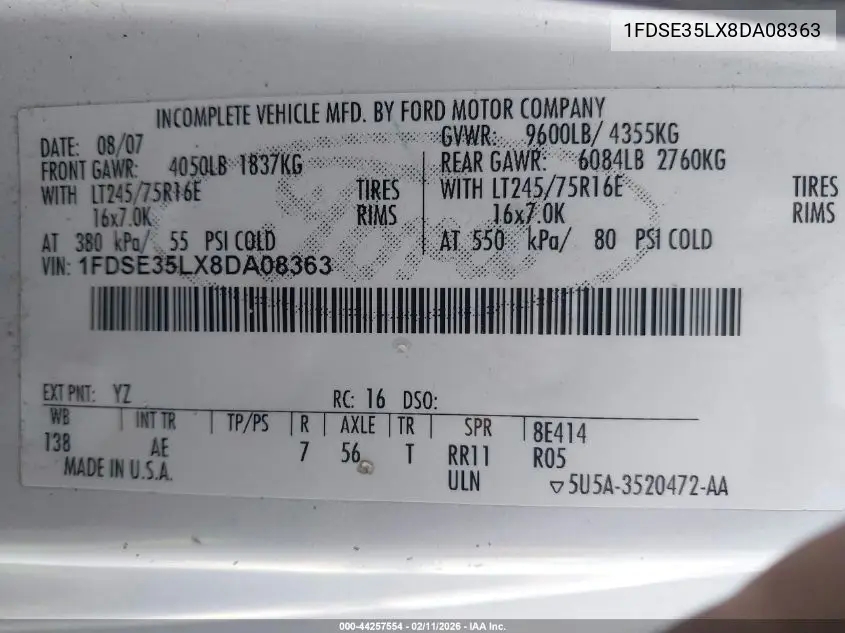 1FDSE35LX8DA08363
INCOMPLETE VEHICLE MFD. BY FORD MOTOR COMPANY
DATE: 08/07 GVWR: 9600LB/ 4355KG
FRONT GAWR: 4050LB 1837KG REAR GAWR: 6084LB 2760KG
WITH LT245/75R16E TIRES WITH LT245/75R16E TIRES
16x7.0K RIMS 16x7.0K RIMS
AT 380 kPa/ 55 PSI COLD AT 550 kPa/ 80 PSI COLD
VIN: 1FDSE35LX8DA08363
EXT PNT: YZ RC: 16 DSO:
WB INT TR TP/PS R AXLE TR SPR 8E414
138 AE 7 56 T RR11 R05
MADE IN U.S.A. ULN ▽5U5A-3520472-AA
000-44257554 - 02/11/2026 - IAA Inc.